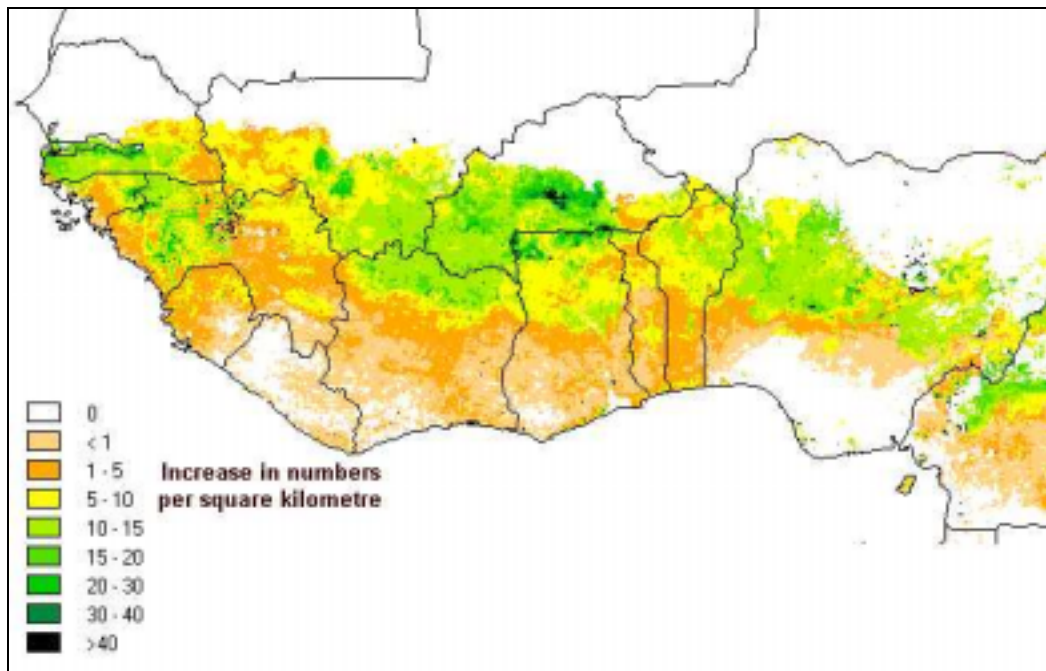 0
< 1
1 - 5
5 - 10
10 - 15
15 - 20
20 - 30
30 - 40
>40
Increase in numbers
per square kilometre